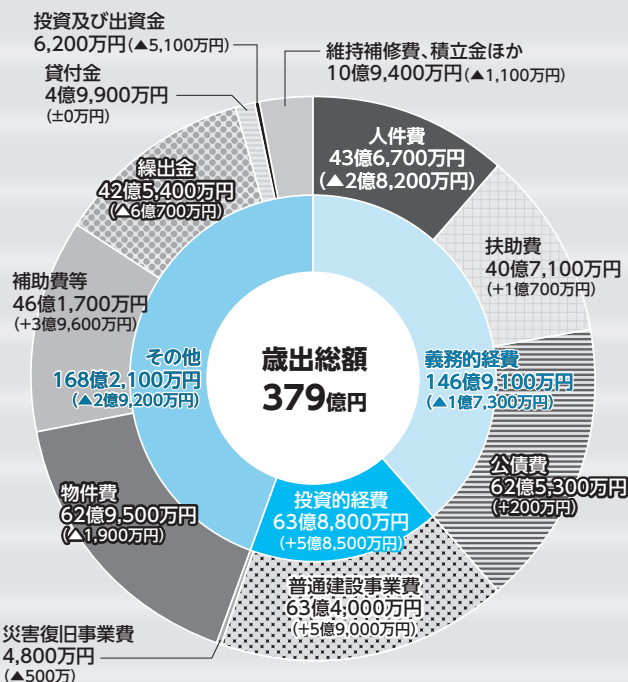 投資及び出資金
6,200万円(▲5,100万円)
貸付金
4億9,900万円
(±0万円)
維持補修費、積立金ほか
10億9,400万円(▲1,100万円)
人件費
43億6,700万円
(▲2億8,200万円)
繰出金
42億5,400万円
(▲6億700万円)
扶助費
40億7,100万円
(+1億700万円)
補助費等
46億1,700万円
(+3億9,600万円)
その他
168億2,100万円
(▲2億9,200万円)
歳出総額
379億円
義務的経費
146億9,100万円
(▲1億7,300万円)
公債費
62億5,300万円
(+200万円)
物件費
62億9,500万円
(▲1,900万円)
投資的経費
63億8,800万円
(+5億8,500万円)
普通建設事業費
63億4,000万円
(+5億9,000万円)
災害復旧事業費
4,800万円
(▲500万)